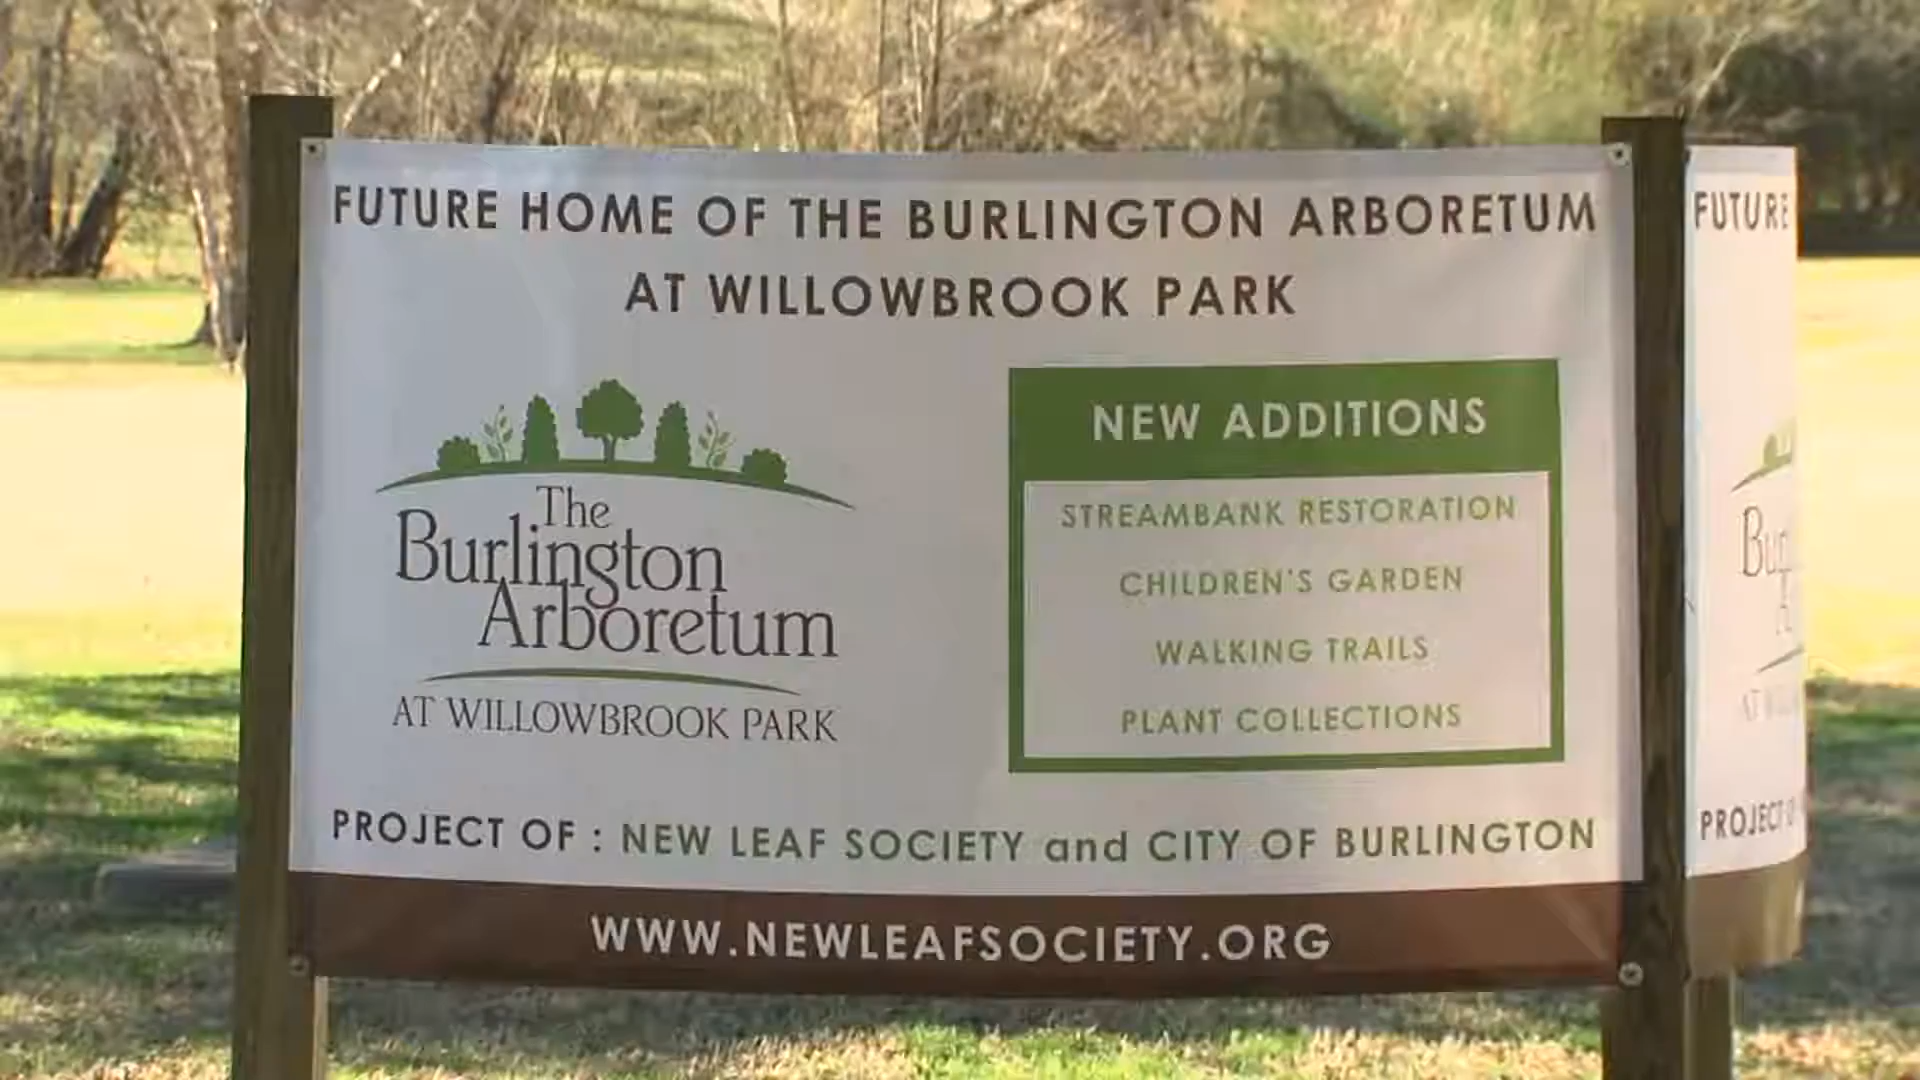 FUTURE HOME OF THE BURLINGTON ARBORETUM
AT WILLOWBROOK PARK
The
Burlington
Arboretum
AT WILLOWBROOK PARK
NEW ADDITIONS
STREAMBANK RESTORATION
CHILDREN'S GARDEN
WALKING TRAILS
PLANT COLLECTIONS
PROJECT OF : NEW LEAF SOCIETY and CITY OF BURLINGTON
WWW.NEWLEAFSOCIETY.ORG
FUTURE
PROJECT